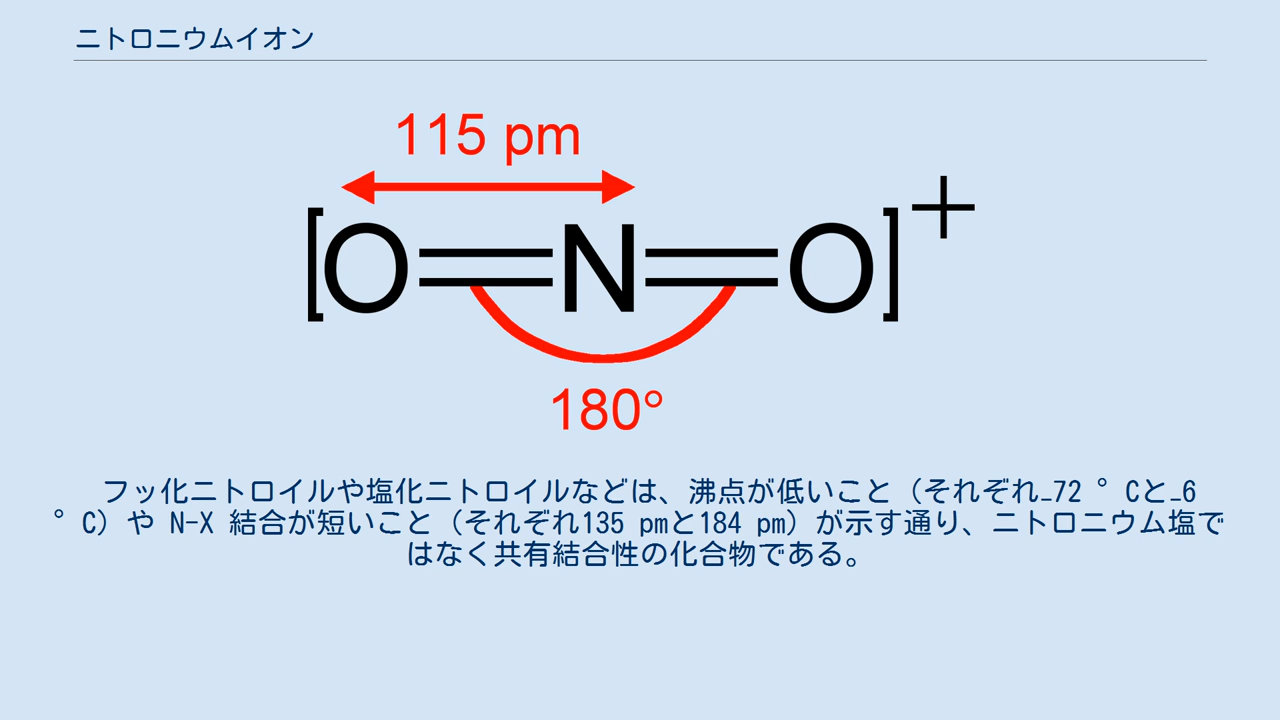 ニトロニウムイオン
115 pm
[O=N=O]+
180°
フッ化ニトロイルや塩化ニトロイルなどは、沸点が低いこと（それぞれ–72 °Cと–6
°C）や N-X 結合が短いこと（それぞれ135 pmと184 pm）が示す通り、ニトロニウム塩で
はなく共有結合性の化合物である。